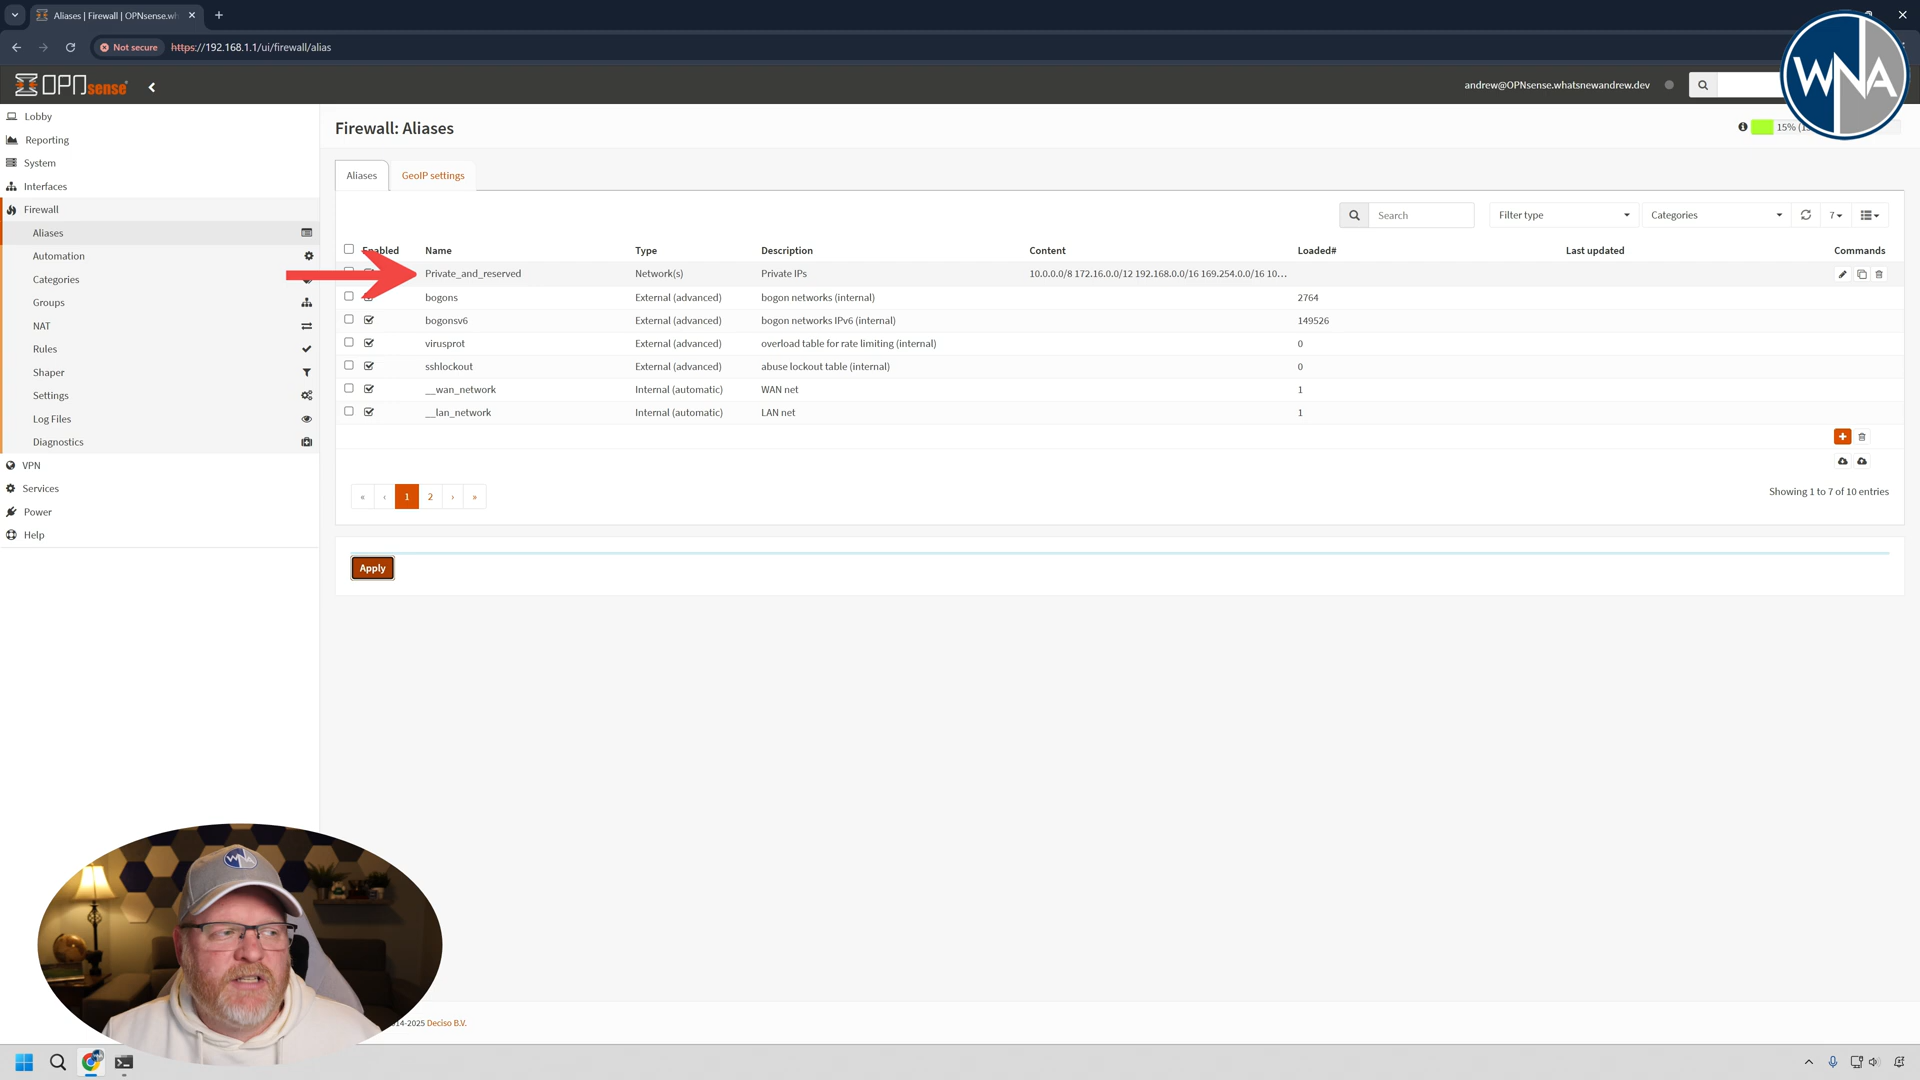 Aliases | Firewall | OPNsense.wh
Not secure https://192.168.1.1/ui/firewall/alias
WNA
OPNsense
andrew@OPNsense.whatsnewandrew.dev
Lobby
Reporting
System
Interfaces
Firewall
Aliases
Automation
Categories
Groups
NAT
Rules
Shaper
Settings
Log Files
Diagnostics
VPN
Services
Power
Help
Firewall: Aliases
15%
Aliases GeoIP settings
Search Filter type Categories 7
Enabled Name Type Description Content Loaded# Last updated Commands
Private_and_reserved Network(s) Private IPs 10.0.0.0/8 172.16.0.0/12 192.168.0.0/16 169.254.0.0/16 10...
bogons External (advanced) bogon networks (internal) 2764
bogonsv6 External (advanced) bogon networks IPv6 (internal) 149526
virusprot External (advanced) overload table for rate limiting (internal) 0
sshlockout External (advanced) abuse lockout table (internal) 0
__wan_network Internal (automatic) WAN net 1
__lan_network Internal (automatic) LAN net 1
« ‹ 1 2 › »
Showing 1 to 7 of 10 entries
Apply
WNA
14-2025 Deciso B.V.